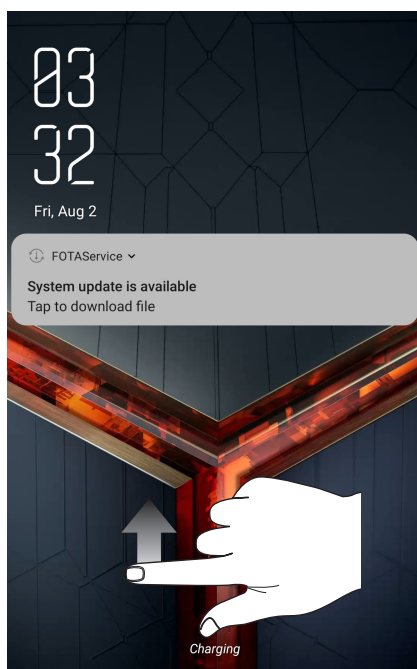 03
32
Fri, Aug 2
FOTAService
System update is available
Tap to download file
Charging